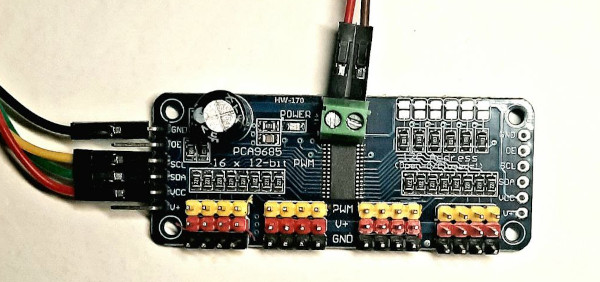 HW-170
POWER
GND
OE
SCL
SDA
VCC
V+
PCA9685
16 x 12-bit PWM
Address
GND
OE
SCL
SDA
VCC
V+
PWM
V+
GND